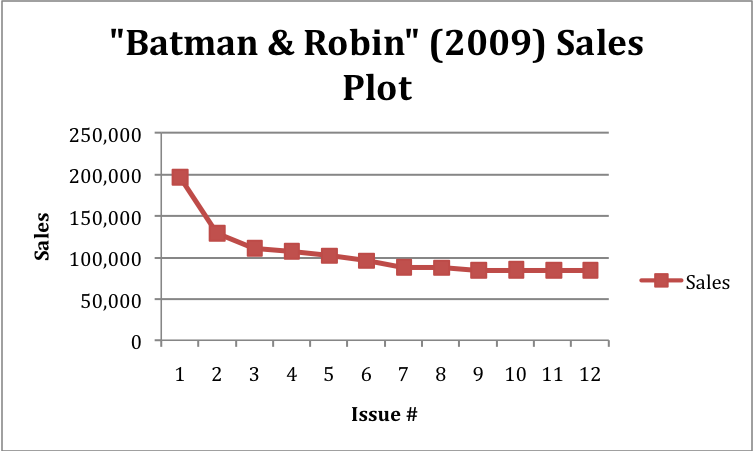 "Batman & Robin" (2009) Sales
Plot
250,000
200,000
150,000
100,000
50,000
0
Sales
1 2 3 4 5 6 7 8 9 10 11 12
Issue #
Sales